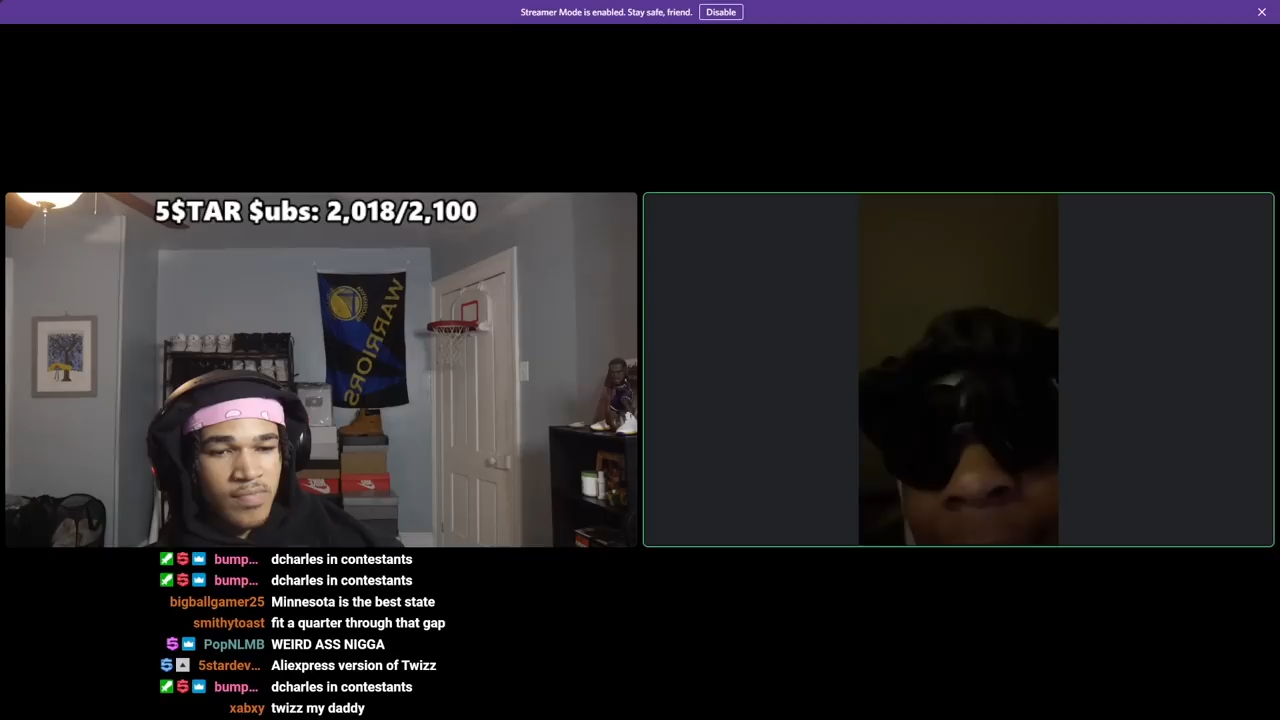 Streamer Mode is enabled. Stay safe, friend. Disable
5$TAR $ubs: 2,018/2,100
WARRIORS
NIKE
bump... dcharles in contestants
bump... dcharles in contestants
bigballgamer25 Minnesota is the best state
smithytoast fit a quarter through that gap
PopNLMB WEIRD ASS NIGGA
5stardev... Aliexpress version of Twizz
bump... dcharles in contestants
xabxy twizz my daddy